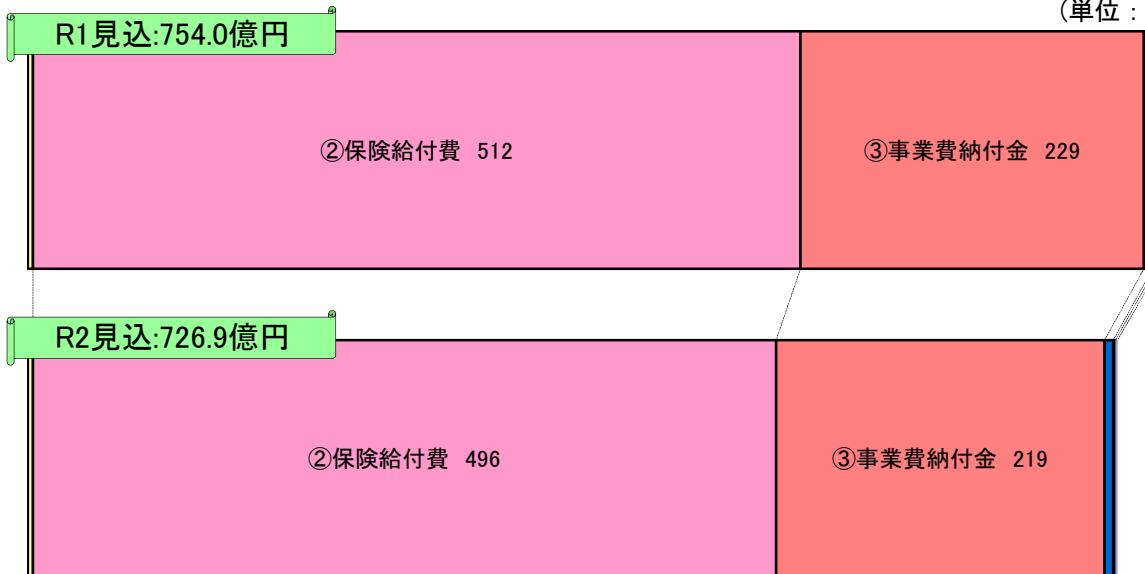 (単位：
R1見込:754.0億円
②保険給付費 512
③事業費納付金 229
R2見込:726.9億円
②保険給付費 496
③事業費納付金 219